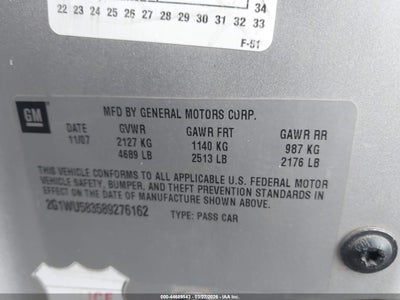 34
22 23 24 25 26 27 28 29 30 31 32 33
F-51
GM
MFD BY GENERAL MOTORS CORP.
DATE GVWR GAWR FRT GAWR RR
11/07 2127 KG 1140 KG 987 KG
4689 LB 2513 LB 2176 LB
THIS VEHICLE CONFORMS TO ALL APPLICABLE U.S. FEDERAL MOTOR
VEHICLE SAFETY, BUMPER, AND THEFT PREVENTION STANDARDS IN
EFFECT ON THE DATE OF MANUFACTURE SHOWN ABOVE.
2G1WU583589276162 TYPE: PASS CAR